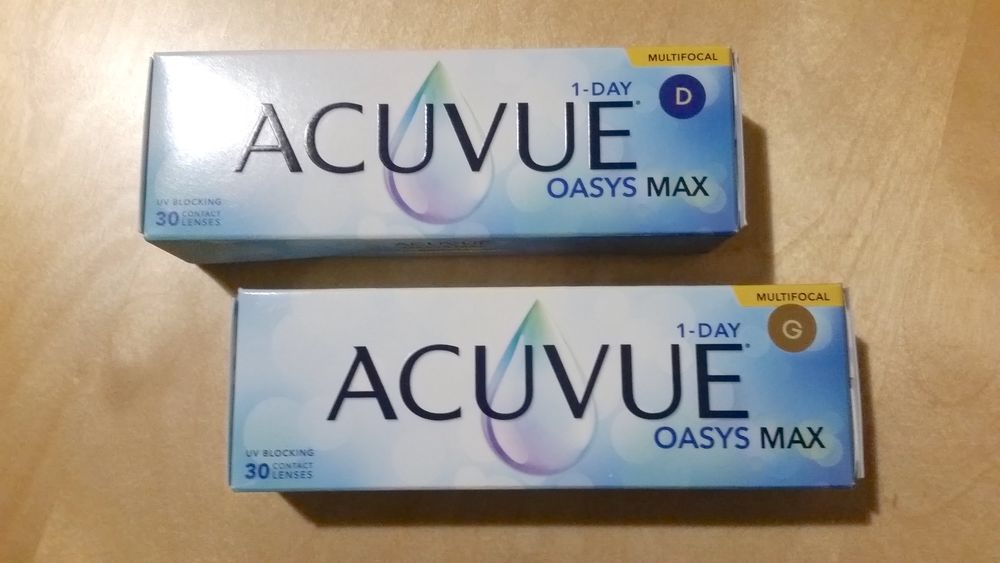 MULTIFOCAL
D
1-DAY
ACUVUE®
OASYS MAX
UV BLOCKING
30 CONTACT
LENSES
ACUVUE
MULTIFOCAL
G
1-DAY
ACUVUE®
OASYS MAX
UV BLOCKING
30 CONTACT
LENSES